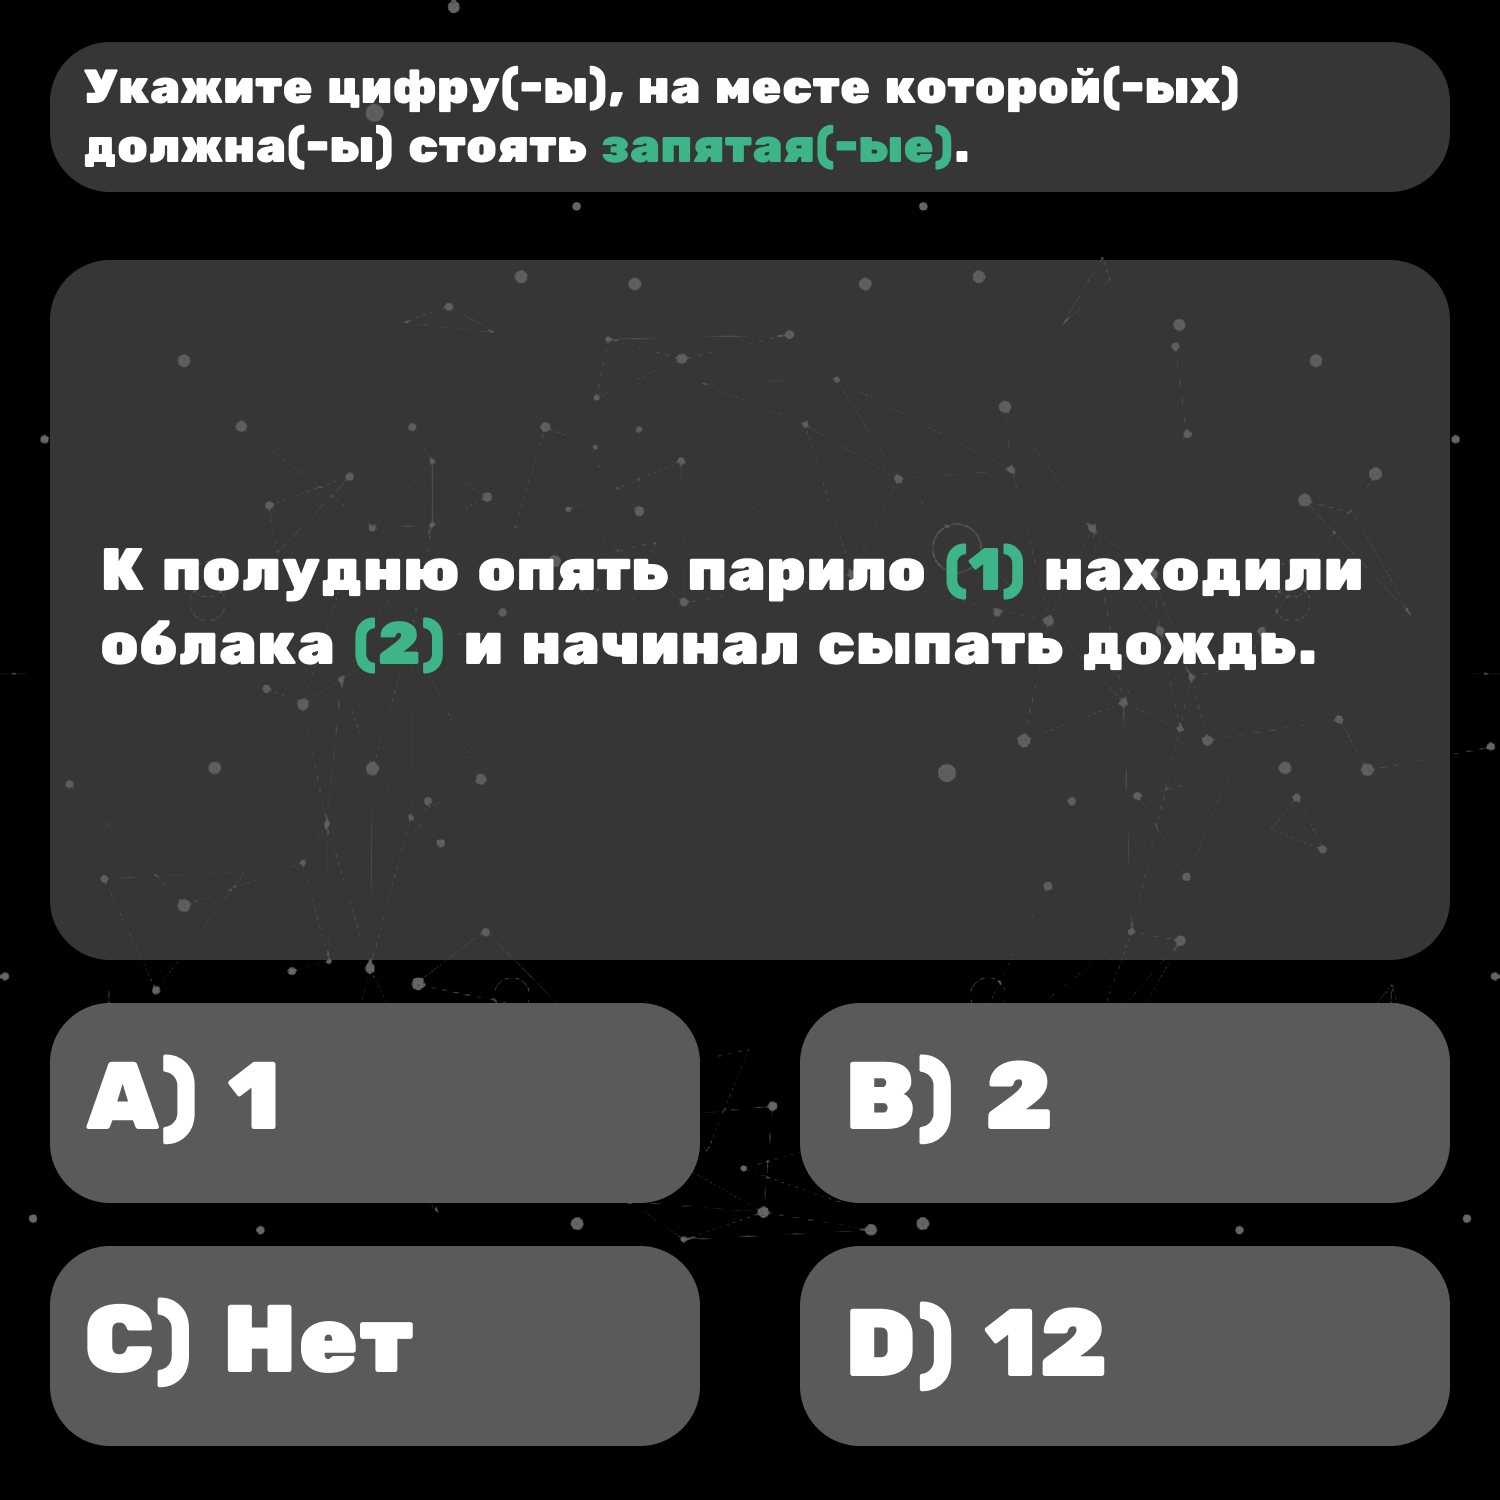 Укажите цифру(-ы), на месте которой(-ых)
должна(-ы) стоять запятая(-ые).
К полудню опять парило (1) находили
облака (2) и начинал сыпать дождь.
A) 1
B) 2
C) Нет
D) 12